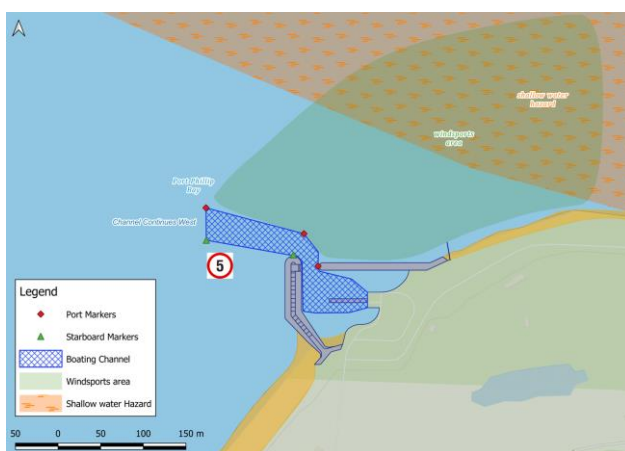 shallow water
hazard
windsports
area
Port Phillip
Bay
Channel Continues West
5
Legend
Port Markers
Starboard Markers
Boating Channel
Windsports area
Shallow water Hazard
50 0 50 100 150 m